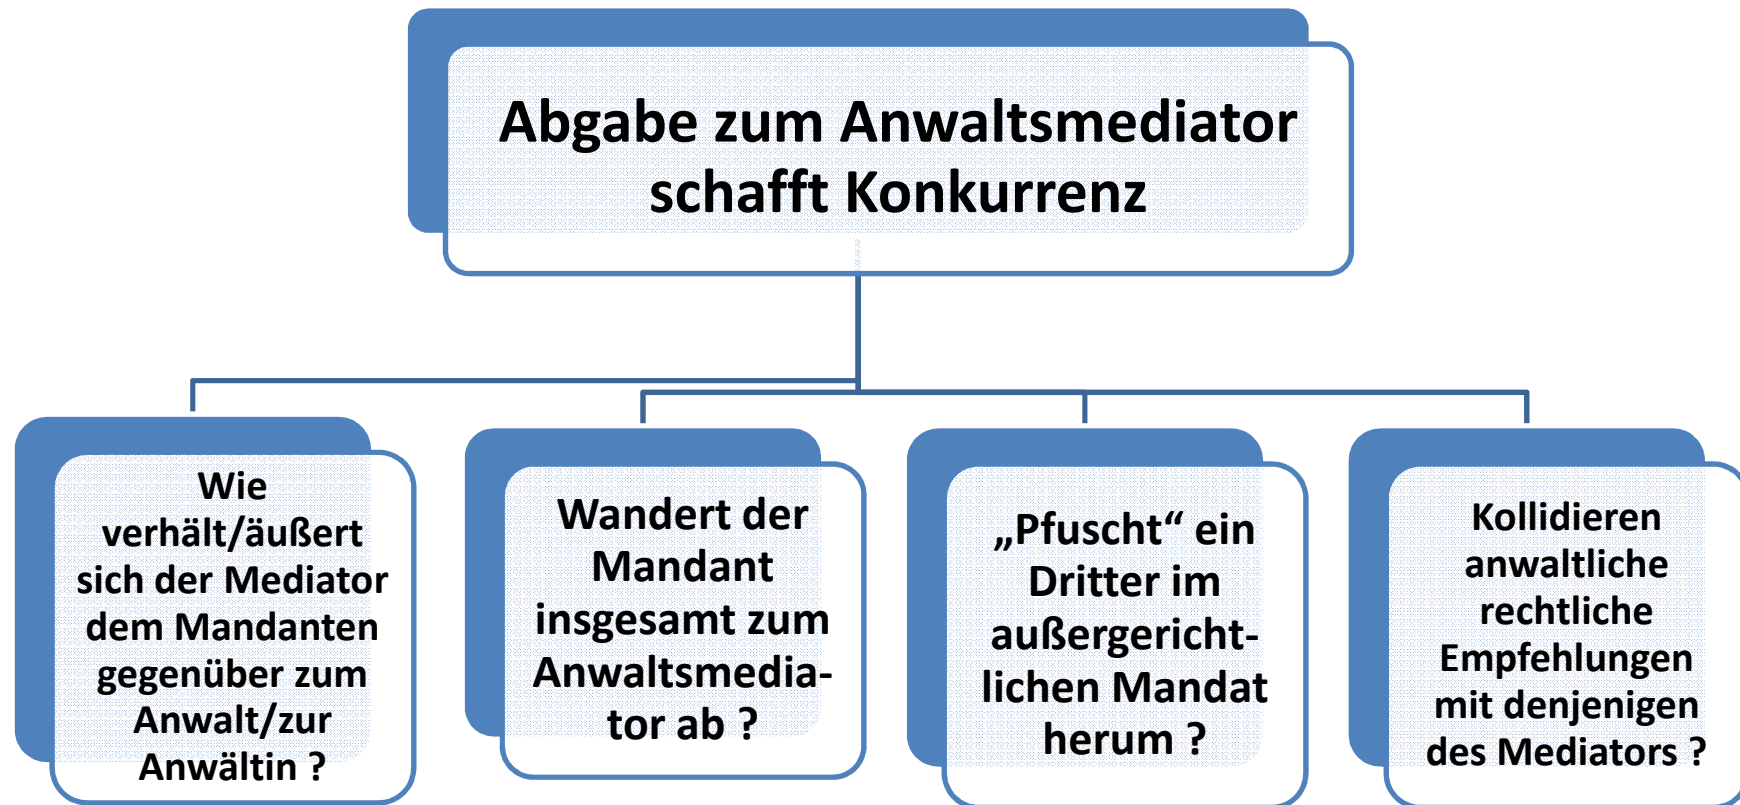 Abgabe zum Anwaltsmediator
schafft Konkurrenz
Wie
verhält/äußert
sich der Mediator
dem Mandanten
gegenüber zum
Anwalt/zur
Anwältin ?
Wandert der
Mandant
insgesamt zum
Anwaltsmedia-
tor ab ?
„Pfuscht“ ein
Dritter im
außergericht-
lichen Mandat
herum ?
Kollidieren
anwaltliche
rechtliche
Empfehlungen
mit denjenigen
des Mediators ?